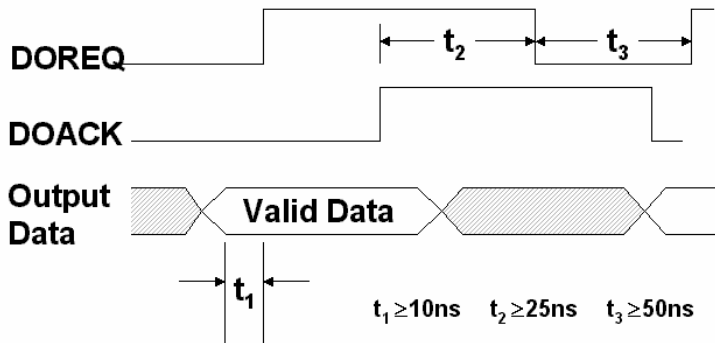 DOREQ
t₂
t₃
DOACK
Output
Data
Valid Data
t₁
t₁ ≥10ns t₂ ≥25ns t₃ ≥50ns